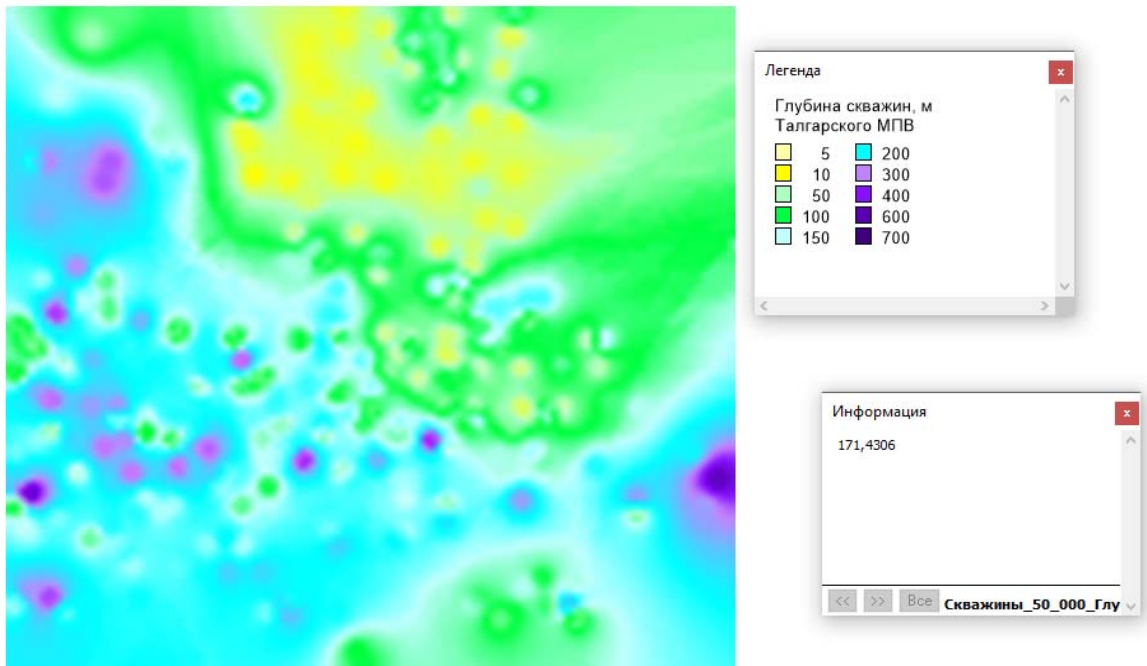 Легенда
x
Глубина скважин, м
Талгарского МПВ
5 200
10 300
50 400
100 600
150 700
Информация
x
171,4306
<< >> Все Скважины_50_000_Глу